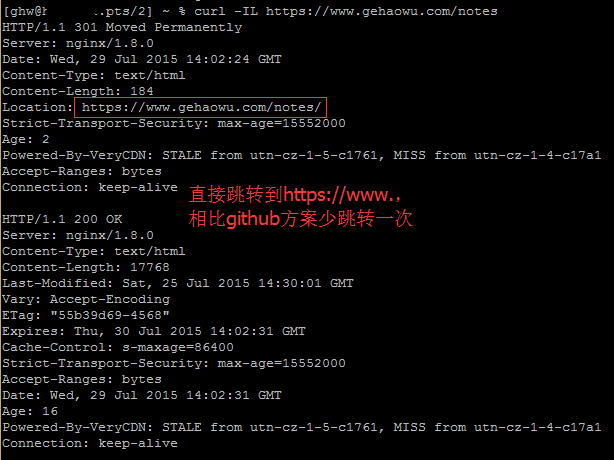 [ghw@h ..pts/2] ~ % curl -IL https://www.gehaowu.com/notes
HTTP/1.1 301 Moved Permanently
Server: nginx/1.8.0
Date: Wed, 29 Jul 2015 14:02:24 GMT
Content-Type: text/html
Content-Length: 184
Location: https://www.gehaowu.com/notes/
Strict-Transport-Security: max-age=15552000
Age: 2
Powered-By-VeryCDN: STALE from utn-cz-1-5-c1761, MISS from utn-cz-1-4-c17a1
Accept-Ranges: bytes
Connection: keep-alive
直接跳转到https://www.，
相比github方案少跳转一次
HTTP/1.1 200 OK
Server: nginx/1.8.0
Content-Type: text/html
Content-Length: 17768
Last-Modified: Sat, 25 Jul 2015 14:30:01 GMT
Vary: Accept-Encoding
ETag: "55b39d69-4568"
Expires: Thu, 30 Jul 2015 14:02:31 GMT
Cache-Control: s-maxage=86400
Strict-Transport-Security: max-age=15552000
Accept-Ranges: bytes
Date: Wed, 29 Jul 2015 14:02:31 GMT
Age: 16
Powered-By-VeryCDN: STALE from utn-cz-1-5-c1761, MISS from utn-cz-1-4-c17a1
Connection: keep-alive